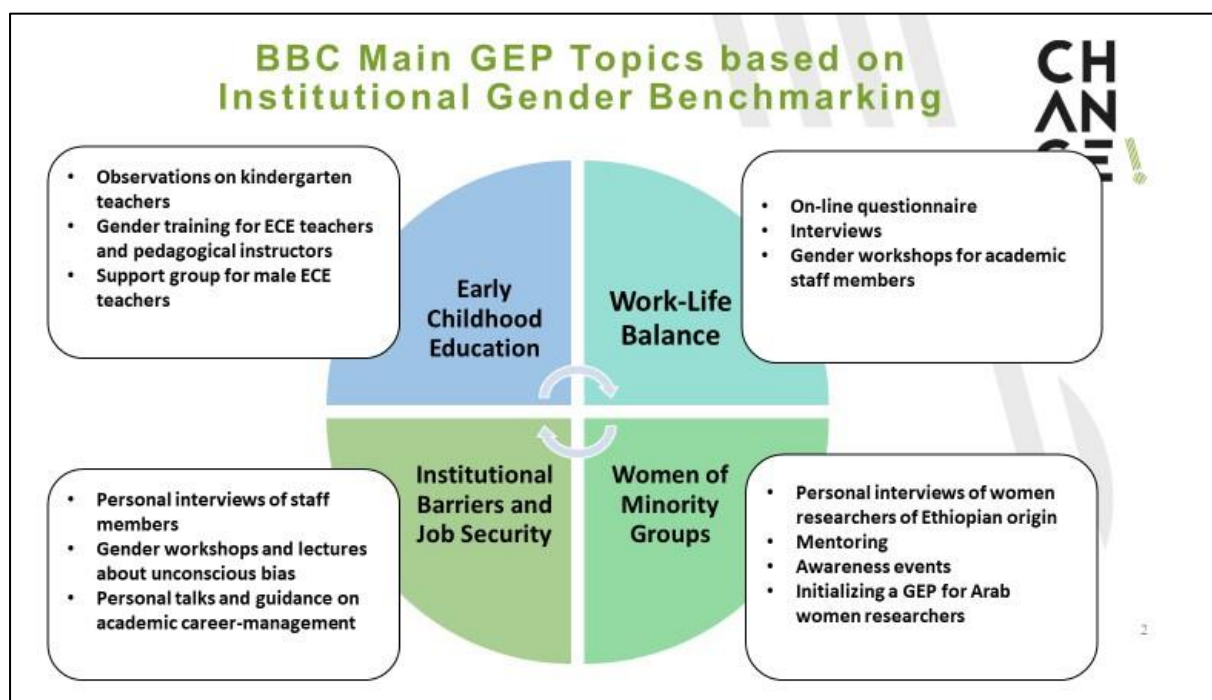 BBC Main GEP Topics based on
Institutional Gender Benchmarking
CH
AN
GE!
• Observations on kindergarten
teachers
• Gender training for ECE teachers
and pedagogical instructors
• Support group for male ECE
teachers
Early
Childhood
Education
Work-Life
Balance
• On-line questionnaire
• Interviews
• Gender workshops for academic
staff members
• Personal interviews of staff
members
• Gender workshops and lectures
about unconscious bias
• Personal talks and guidance on
academic career-management
Institutional
Barriers and
Job Security
Women of
Minority
Groups
• Personal interviews of women
researchers of Ethiopian origin
• Mentoring
• Awareness events
• Initializing a GEP for Arab
women researchers
2